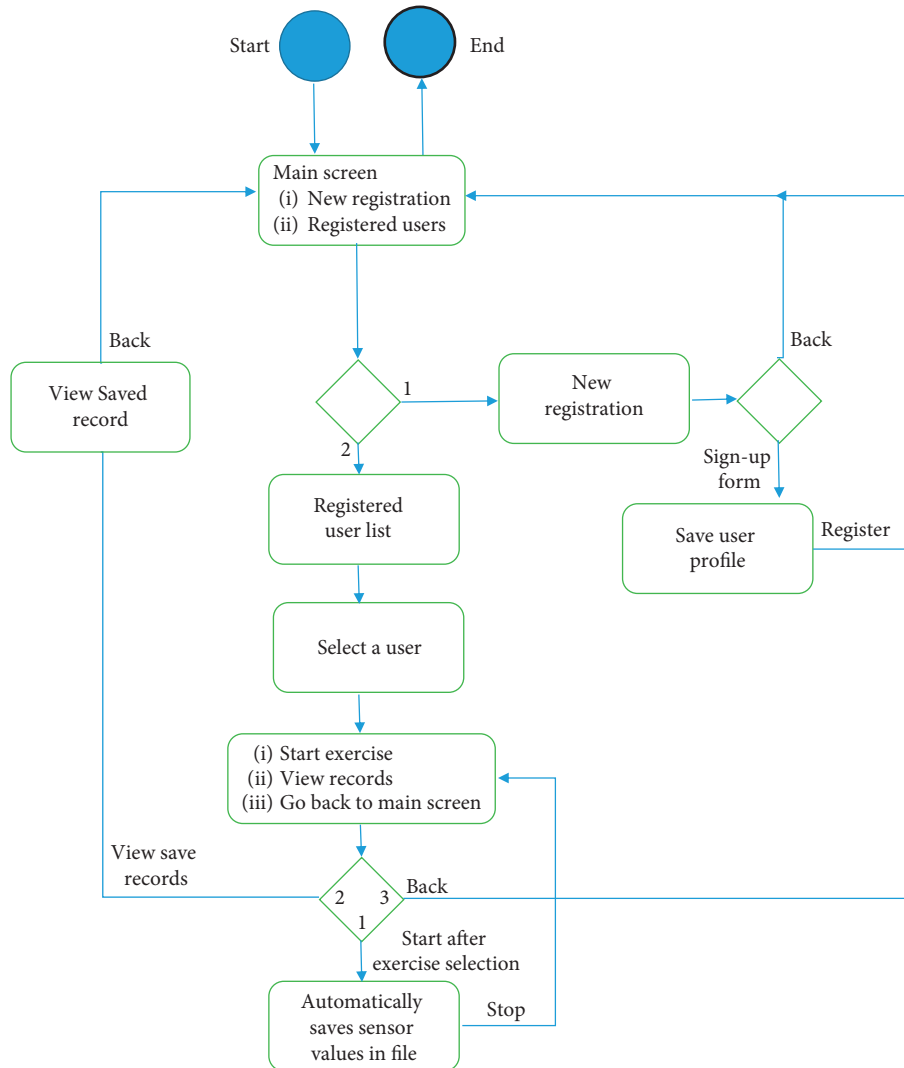 Start
End
Main screen
(i) New registration
(ii) Registered users
Back
View Saved
record
1
2
New
registration
Back
Sign-up
form
Save user
profile
Register
Registered
user list
Select a user
(i) Start exercise
(ii) View records
(iii) Go back to main screen
View save
records
2
3
1
Back
Start after
exercise selection
Automatically
saves sensor
values in file
Stop